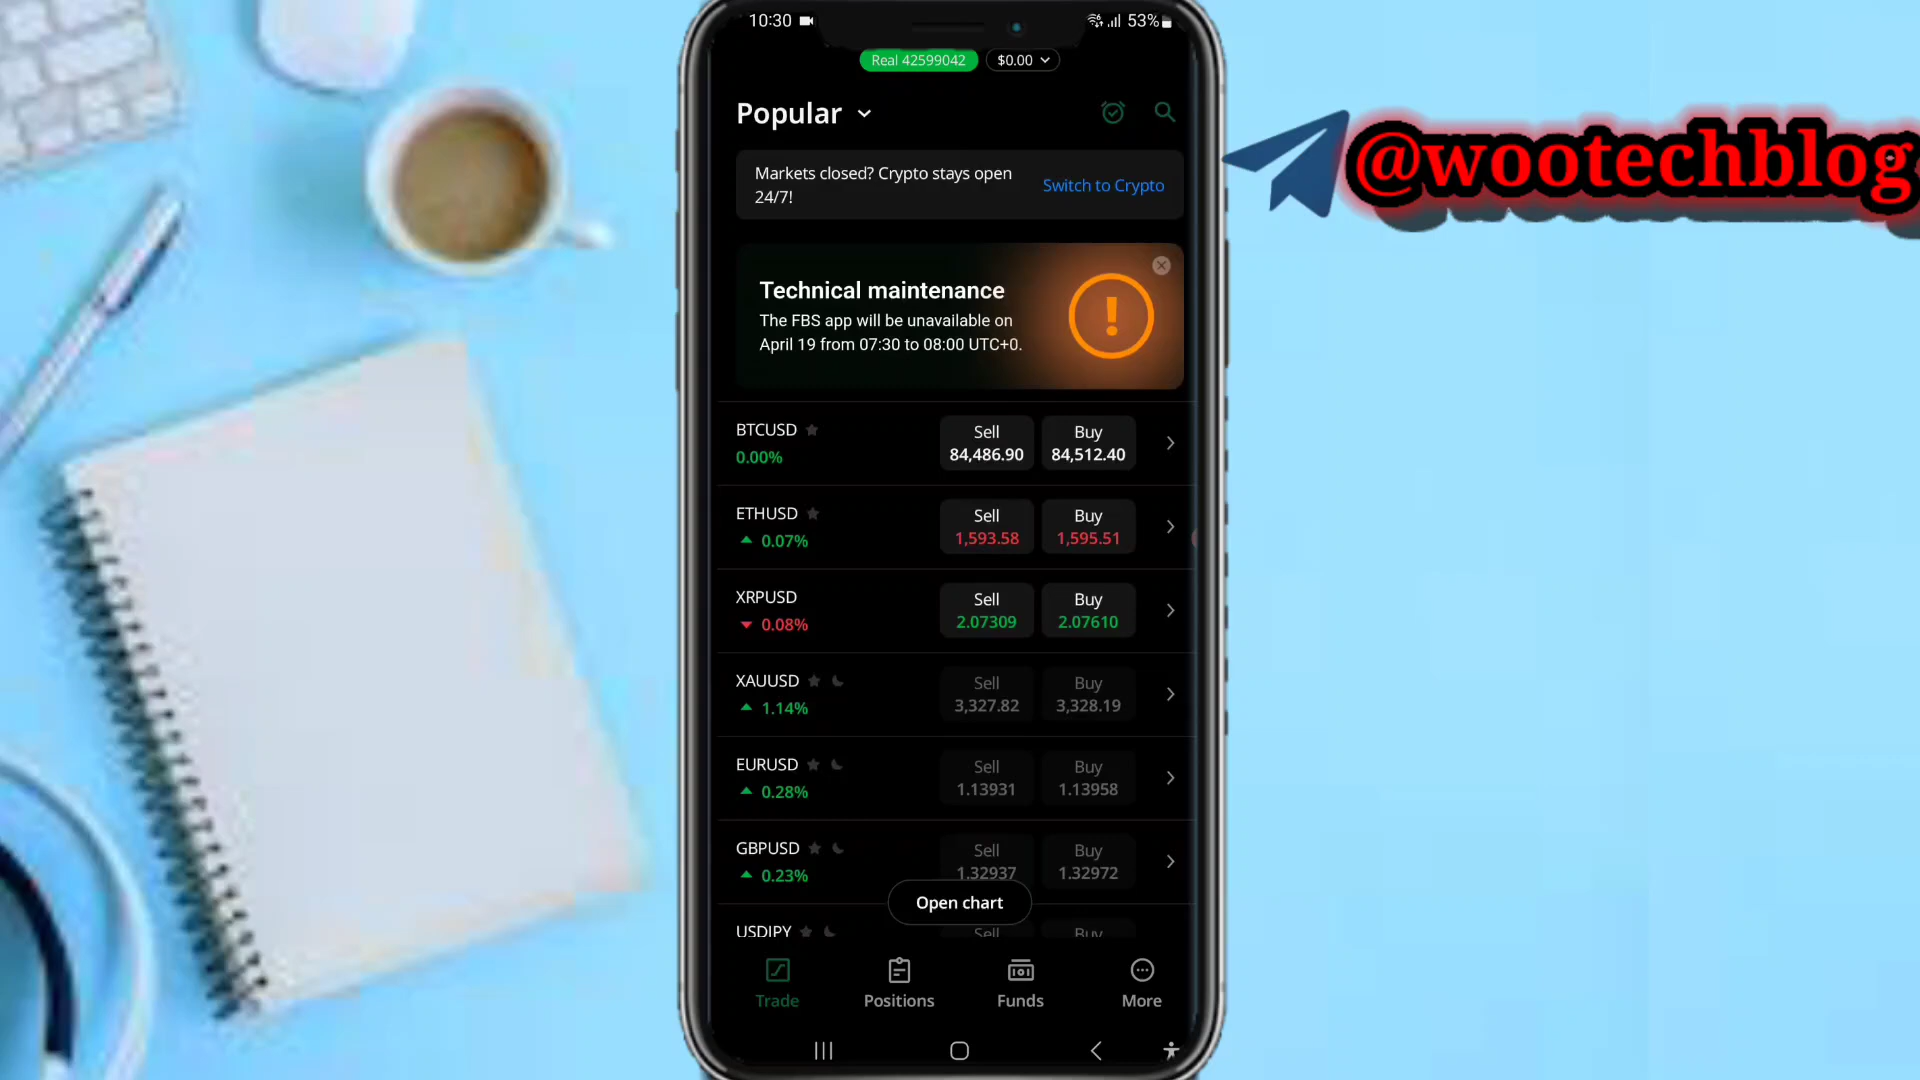 10:30
53%
Real 42599042
$0.00
Popular
Markets closed? Crypto stays open
24/7!
Switch to Crypto
Technical maintenance
The FBS app will be unavailable on
April 19 from 07:30 to 08:00 UTC+0.
BTCUSD
0.00%
Sell
84,486.90
Buy
84,512.40
ETHUSD
0.07%
Sell
1,593.58
Buy
1,595.51
XRPUSD
0.08%
Sell
2.07309
Buy
2.07610
XAUUSD
1.14%
Sell
3,327.82
Buy
3,328.19
EURUSD
0.28%
Sell
1.13931
Buy
1.13958
GBPUSD
0.23%
Sell
1.32937
Buy
1.32972
Open chart
USDJPY
Sell
Buy
Trade
Positions
Funds
More
@wootechblog